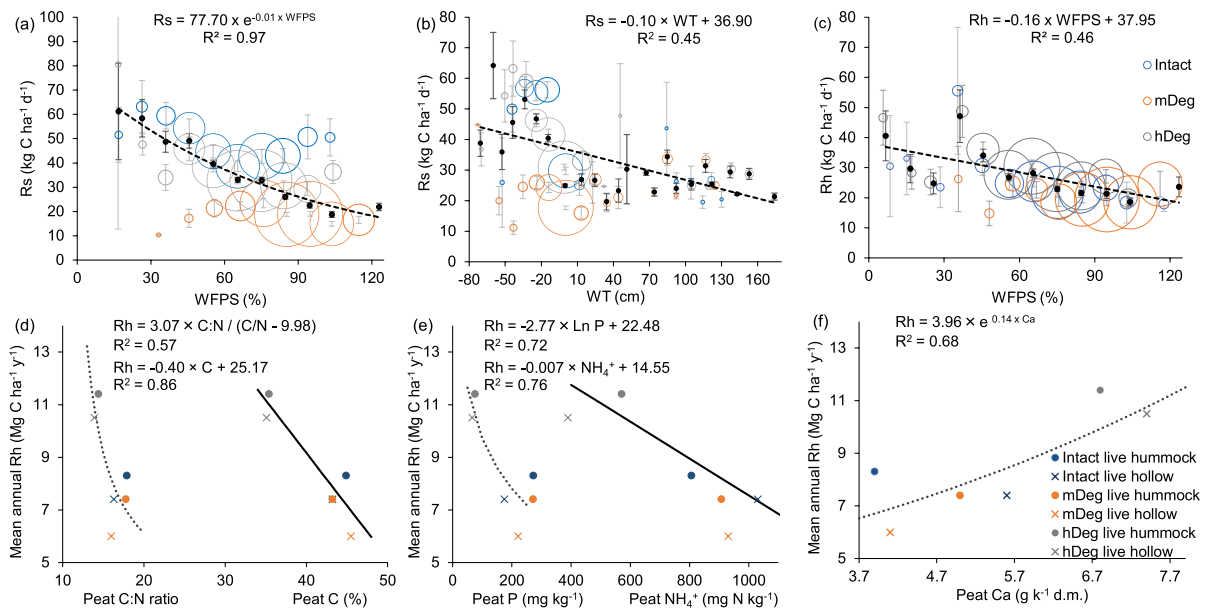 (a)
Rs = 77.70 x e-0.01 x WFPS
R² = 0.97
Rs (kg C ha-1 d-1)
100
90
80
70
60
50
40
30
20
10
0
0
30
60
90
120
WFPS (%)
(b)
Rs = -0.10 × WT + 36.90
R² = 0.45
Rs (kg C ha-1 d-1)
80
70
60
50
40
30
20
10
0
-80
-50
-20
10
40
70
100
130
160
WT (cm)
(c)
Rh = -0.16 x WFPS + 37.95
R² = 0.46
Rh (kg C ha-1 d-1)
80
70
60
50
40
30
20
10
0
0
30
60
90
120
WFPS (%)
Intact
mDeg
hDeg
(d)
Rh = 3.07 × C:N / (C/N - 9.98)
R² = 0.57
Rh = -0.40 × C + 25.17
R² = 0.86
Mean annual Rh (Mg C ha-1 y-1)
13
11
9
7
5
10
20
30
40
50
Peat C:N ratio
Peat C (%)
(e)
Rh = -2.77 × Ln P + 22.48
R² = 0.72
Rh = -0.007 × NH4+ + 14.55
R² = 0.76
Mean annual Rh (Mg C ha-1 y-1)
13
11
9
7
5
0
200
400
600
800
1000
Peat P (mg kg-1)
Peat NH4+ (mg N kg-1)
(f)
Rh = 3.96 × e 0.14 x Ca
R² = 0.68
Mean annual Rh (Mg C ha-1 y-1)
13
11
9
7
5
3.7
4.7
5.7
6.7
7.7
Peat Ca (g k-1 d.m.)
Intact live hummock
Intact live hollow
mDeg live hummock
mDeg live hollow
hDeg live hummock
hDeg live hollow